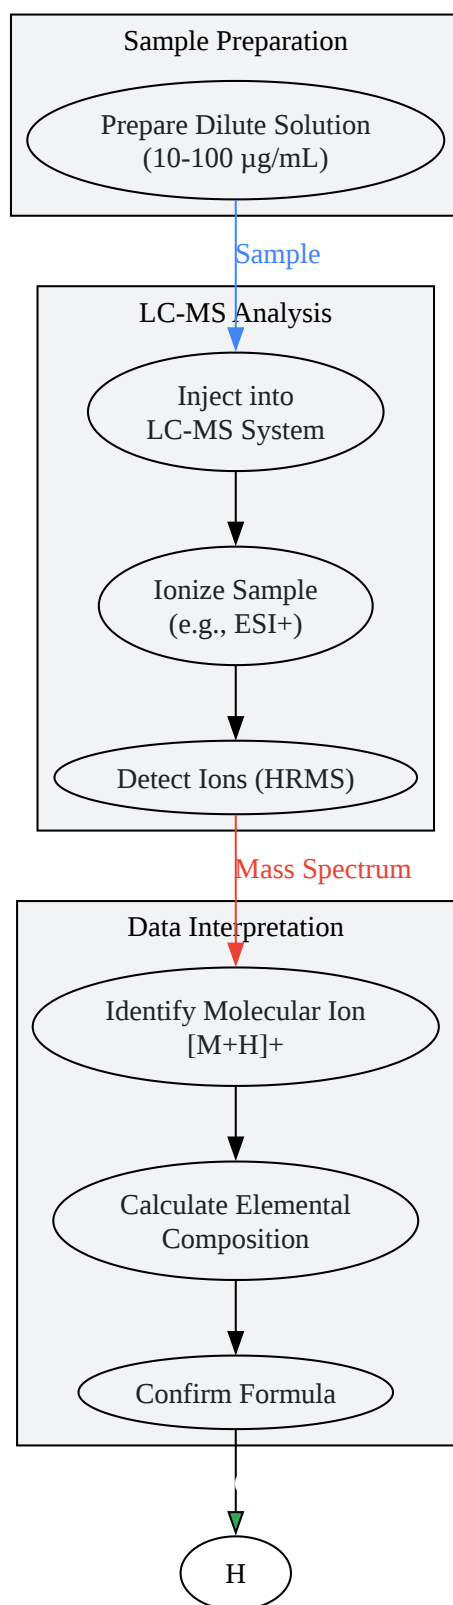 Sample Preparation
Prepare Dilute Solution
(10-100 µg/mL)
Sample
LC-MS Analysis
Inject into
LC-MS System
Ionize Sample
(e.g., ESI+)
Detect Ions (HRMS)
Mass Spectrum
Data Interpretation
Identify Molecular Ion
[M+H]+
Calculate Elemental
Composition
Confirm Formula
H